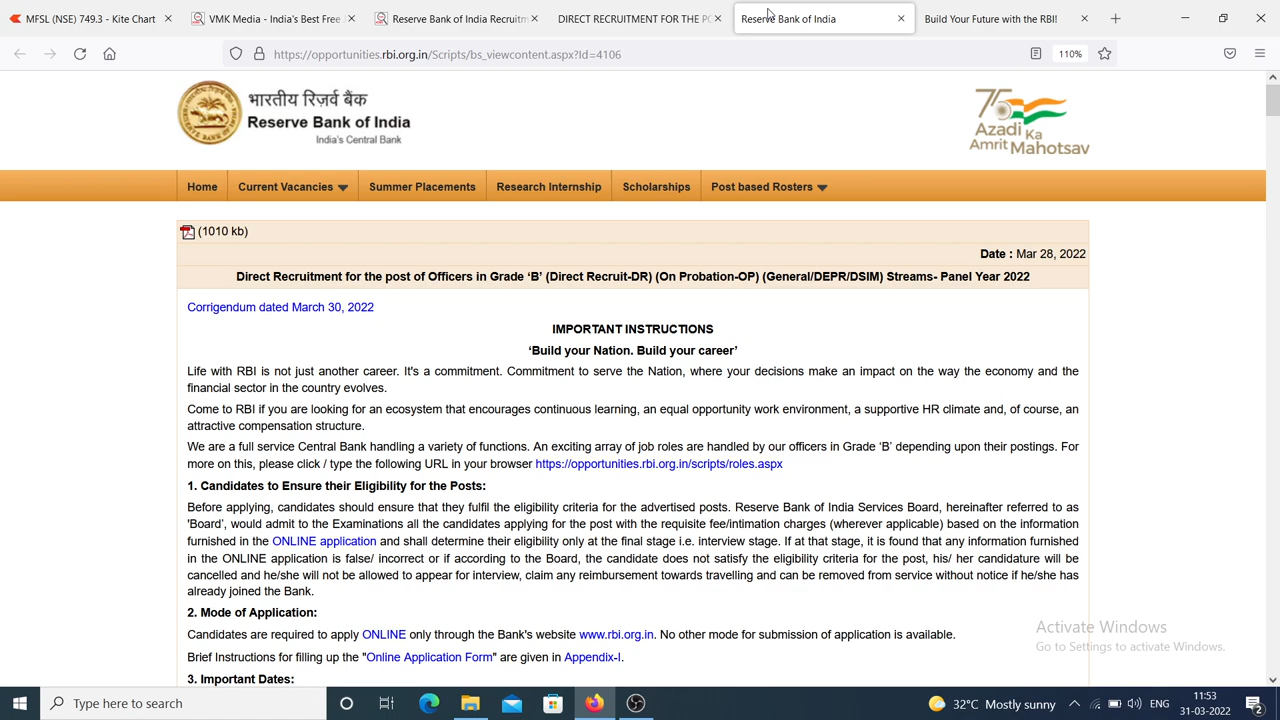 MFSL (NSE) 749.3 - Kite Chart
VMK Media - India's Best Free
Reserve Bank of India Recruitm
DIRECT RECRUITMENT FOR THE PO
Reserve Bank of India
Build Your Future with the RBI!
https://opportunities.rbi.org.in/Scripts/bs_viewcontent.aspx?Id=4106
110%
भारतीय रिज़र्व बैंक
Reserve Bank of India
India's Central Bank
75
Azadi Ka
Amrit Mahotsav
Home
Current Vacancies
Summer Placements
Research Internship
Scholarships
Post based Rosters
(1010 kb)
Date : Mar 28, 2022
Direct Recruitment for the post of Officers in Grade ‘B’ (Direct Recruit-DR) (On Probation-OP) (General/DEPR/DSIM) Streams- Panel Year 2022
Corrigendum dated March 30, 2022
IMPORTANT INSTRUCTIONS
‘Build your Nation. Build your career’
Life with RBI is not just another career. It's a commitment. Commitment to serve the Nation, where your decisions make an impact on the way the economy and the
financial sector in the country evolves.
Come to RBI if you are looking for an ecosystem that encourages continuous learning, an equal opportunity work environment, a supportive HR climate and, of course, an
attractive compensation structure.
We are a full service Central Bank handling a variety of functions. An exciting array of job roles are handled by our officers in Grade ‘B’ depending upon their postings. For
more on this, please click / type the following URL in your browser https://opportunities.rbi.org.in/scripts/roles.aspx
1. Candidates to Ensure their Eligibility for the Posts:
Before applying, candidates should ensure that they fulfil the eligibility criteria for the advertised posts. Reserve Bank of India Services Board, hereinafter referred to as
'Board', would admit to the Examinations all the candidates applying for the post with the requisite fee/intimation charges (wherever applicable) based on the information
furnished in the ONLINE application and shall determine their eligibility only at the final stage i.e. interview stage. If at that stage, it is found that any information furnished
in the ONLINE application is false/ incorrect or if according to the Board, the candidate does not satisfy the eligibility criteria for the post, his/ her candidature will be
cancelled and he/she will not be allowed to appear for interview, claim any reimbursement towards travelling and can be removed from service without notice if he/she has
already joined the Bank.
2. Mode of Application:
Candidates are required to apply ONLINE only through the Bank's website www.rbi.org.in. No other mode for submission of application is available.
Brief Instructions for filling up the "Online Application Form" are given in Appendix-I.
3. Important Dates:
Activate Windows
Go to Settings to activate Windows.
Type here to search
32°C Mostly sunny
ENG
11:53
31-03-2022
2